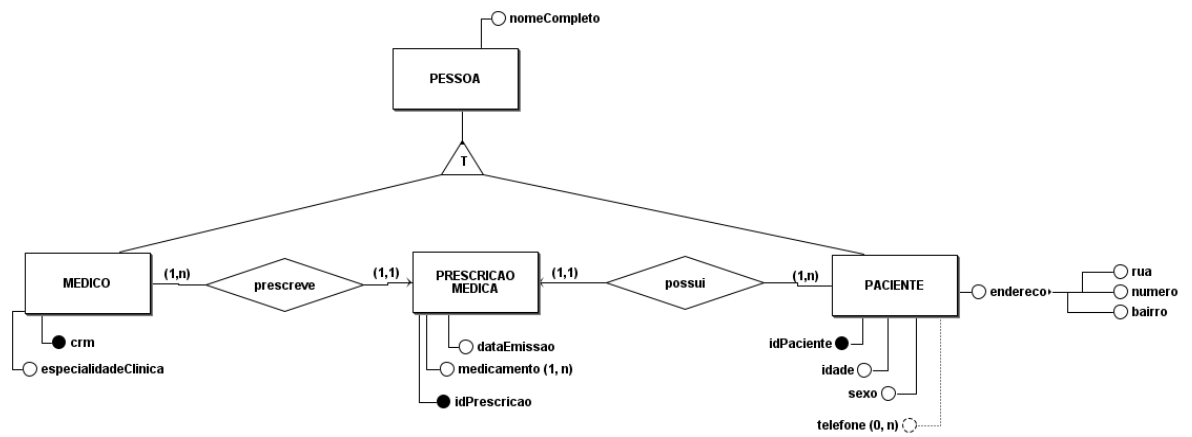 nomeCompleto
PESSOA
T
MEDICO
(1,n)
prescreve
(1,1)
PRESCRICAO
MEDICA
(1,1)
possui
(1,n)
PACIENTE
endereco
rua
numero
bairro
crm
especialidadeClinica
dataEmissao
medicamento (1, n)
idPrescricao
idPaciente
idade
sexo
telefone (0, n)